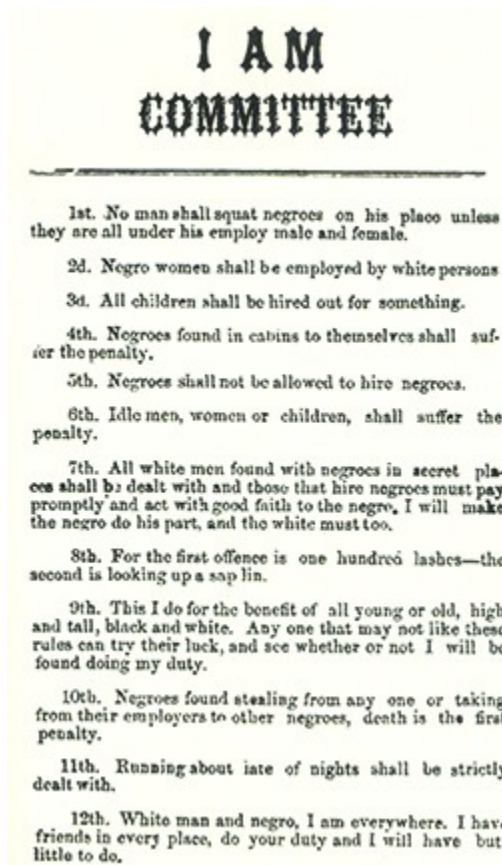 I AM
COMMITTEE
1st. No man shall squat negroes on his place unless
they are all under his employ male and female.
2d. Negro women shall be employed by white persons
3d. All children shall be hired out for something.
4th. Negroes found in cabins to themselves shall suf-
fer the penalty.
5th. Negroes shall not be allowed to hire negroes.
6th. Idle men, women or children, shall suffer the
penalty.
7th. All white men found with negroes in secret pla-
ces shall be dealt with and those that hire negroes must pay
promptly and act with good faith to the negro. I will make
the negro do his part, and the white must too.
8th. For the first offence is one hundred lashes—the
second is looking up a sap lin.
9th. This I do for the benefit of all young or old, high
and tall, black and white. Any one that may not like these
rules can try their luck, and see whether or not I will be
found doing my duty.
10th. Negroes found stealing from any one or taking
from their employers to other negroes, death is the first
penalty.
11th. Running about late of nights shall be strictly
dealt with.
12th. White man and negro, I am everywhere. I have
friends in every place, do your duty and I will have but
little to do.